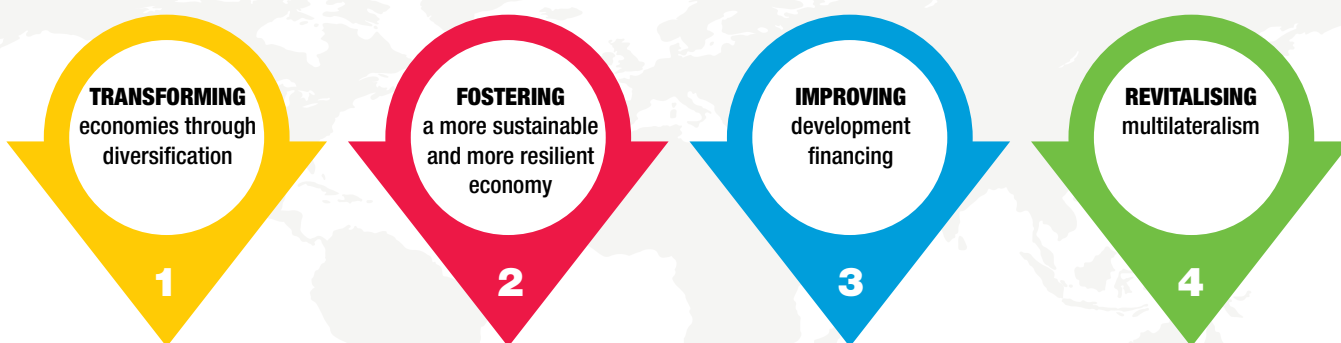 TRANSFORMING
economies through
diversification
1
FOSTERING
a more sustainable
and more resilient
economy
2
IMPROVING
development
financing
3
REVITALISING
multilateralism
4